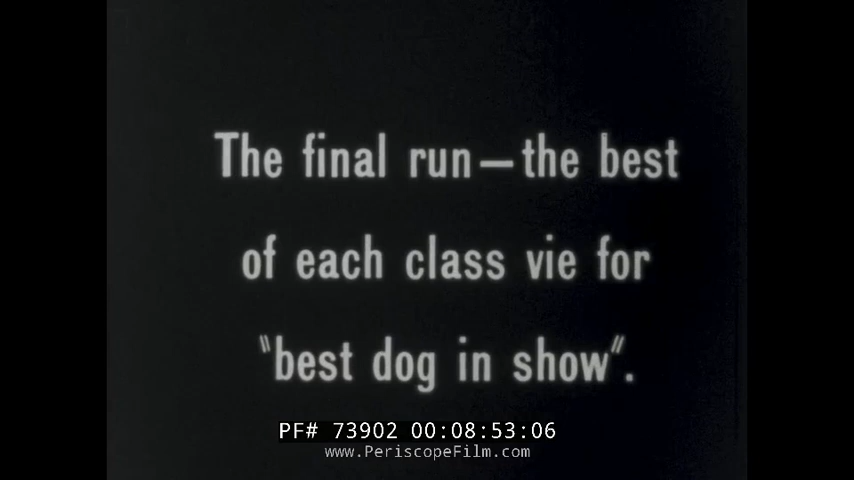 The final run—the best
of each class vie for
"best dog in show".
PF# 73902 00:08:53:06
www.PeriscopeFilm.com